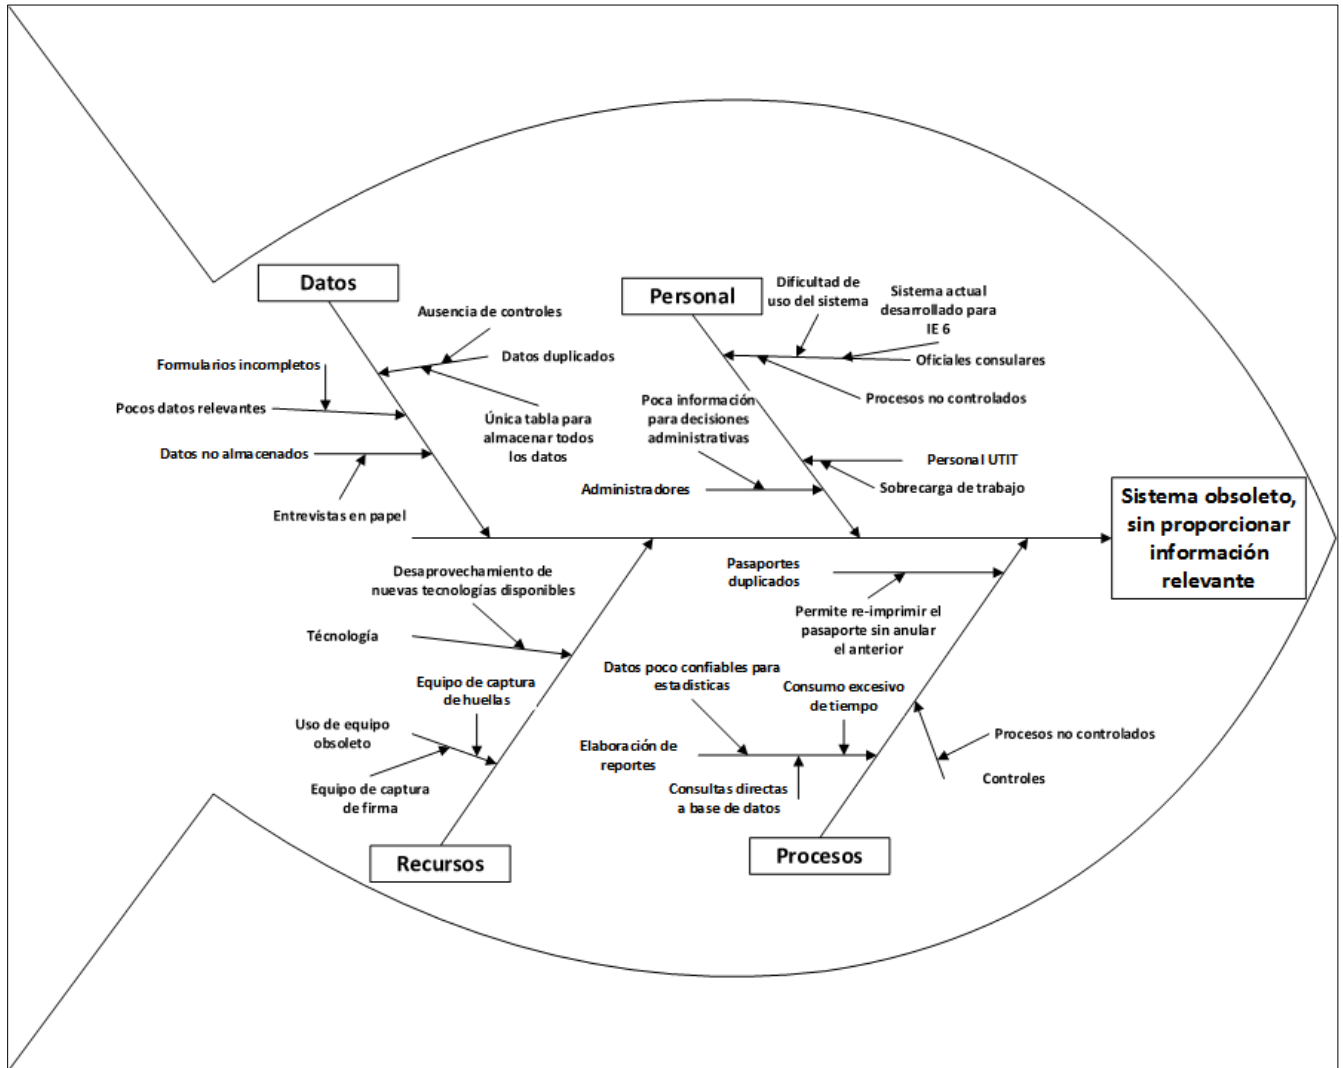 Datos
Ausencia de controles
Datos duplicados
Formularios incompletos
Pocos datos relevantes
Única tabla para
almacenar todos
los datos
Datos no almacenados
Entrevistas en papel
Personal
Dificultad de
uso del sistema
Sistema actual
desarrollado para
IE 6
Oficiales consulares
Procesos no controlados
Poca información
para decisiones
administrativas
Personal UTIT
Sobrecarga de trabajo
Administradores
Sistema obsoleto,
sin proporcionar
información
relevante
Desaprovechamiento de
nuevas tecnologías disponibles
Técnología
Equipo de captura
de huellas
Uso de equipo
obsoleto
Equipo de captura
de firma
Recursos
Pasaportes
duplicados
Permite re-imprimir el
pasaporte sin anular
el anterior
Datos poco confiables para
estadísticas
Consumo excesivo
de tiempo
Elaboración de
reportes
Consultas directas
a base de datos
Procesos no controlados
Controles
Procesos